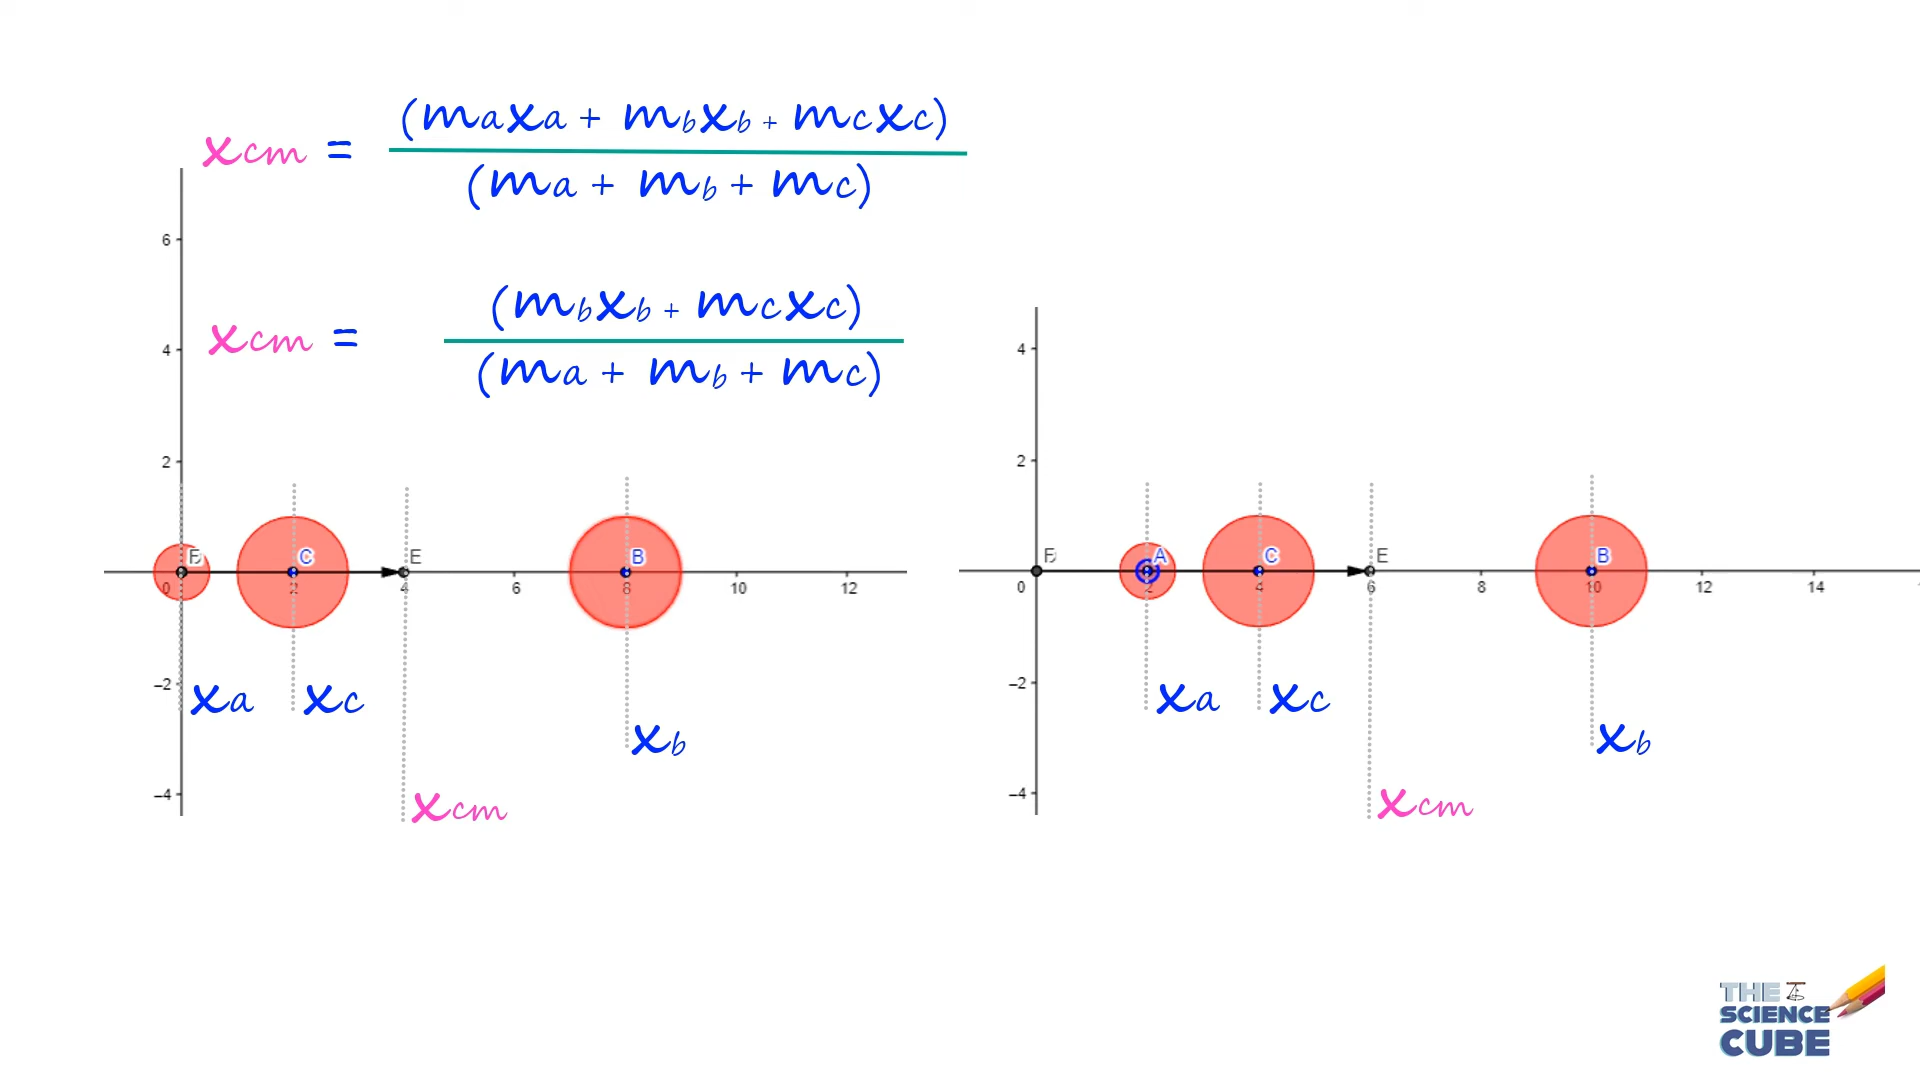 (maxa + mbxb + mcxc)
xcm =
(ma + mb + mc)
(mbxb + mcxc)
xcm =
(ma + mb + mc)
6
4
2
-2
-4
0 2 4 6 8 10 12
C E B
xa xc
xb
xcm
4
2
-2
-4
A C E B
0 2 4 6 8 10 12 14
xa xc
xb
xcm
THE
SCIENCE
CUBE